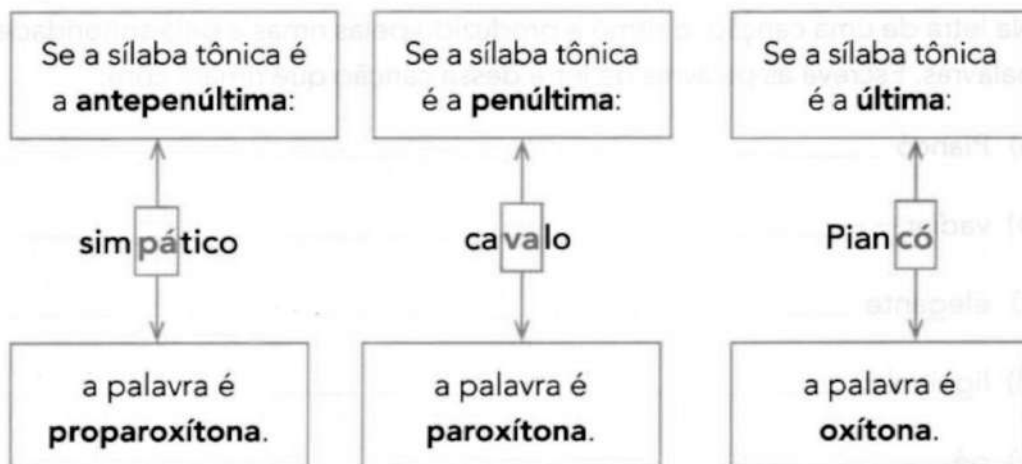 Se a sílaba tônica é
a antepenúltima:
Se a sílaba tônica
é a penúltima:
Se a sílaba tônica
é a última:
simpático
cavalo
Piancó
a palavra é
proparoxítona.
a palavra é
paroxítona.
a palavra é
oxítona.